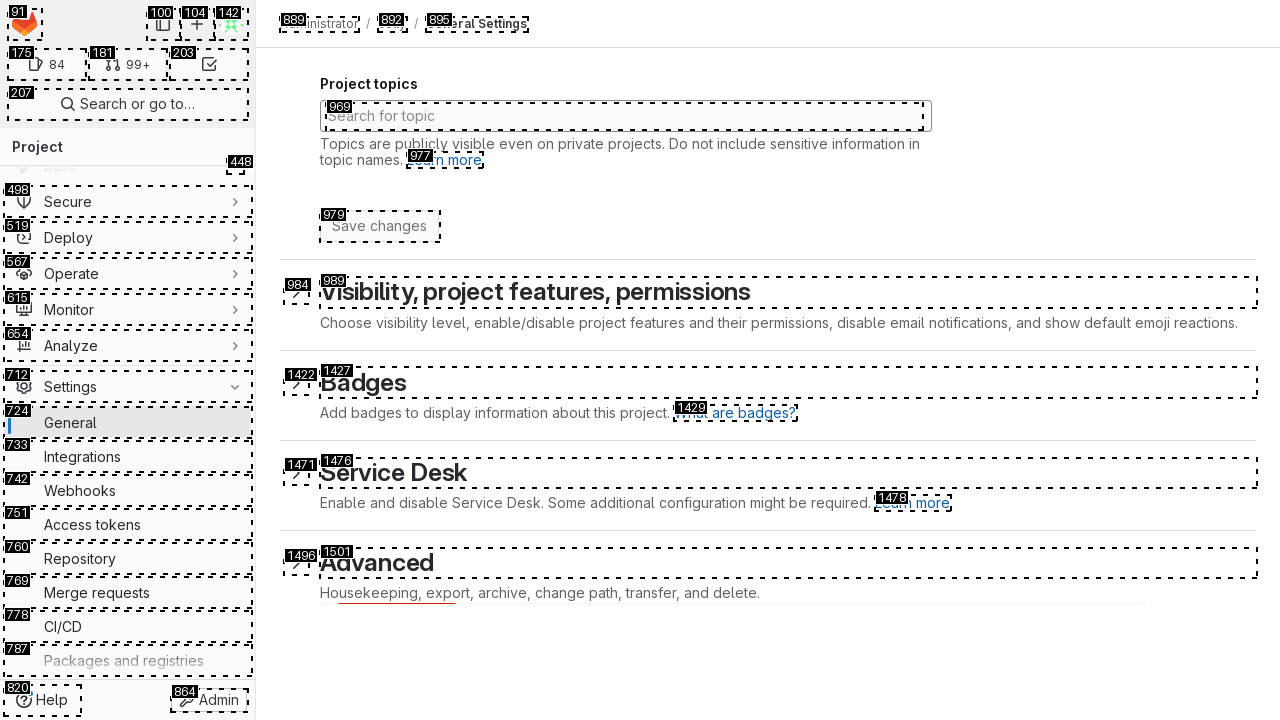 91
100
104
142
175
84
181
99+
203
207
Search or go to…
Project
448
498
Secure
519
Deploy
567
Operate
615
Monitor
654
Analyze
712
Settings
724
General
733
Integrations
742
Webhooks
751
Access tokens
760
Repository
769
Merge requests
778
CI/CD
787
Packages and registries
820
Help
864
Admin
889
Administrator /
892
/
895
General Settings
Project topics
969
Search for topic
Topics are publicly visible even on private projects. Do not include sensitive information in
topic names. Learn more.
977
979
Save changes
984
989
Visibility, project features, permissions
Choose visibility level, enable/disable project features and their permissions, disable email notifications, and show default emoji reactions.
1422
1427
Badges
Add badges to display information about this project. What are badges?
1429
1471
1476
Service Desk
Enable and disable Service Desk. Some additional configuration might be required. Learn more.
1478
1496
1501
Advanced
Housekeeping, export, archive, change path, transfer, and delete.